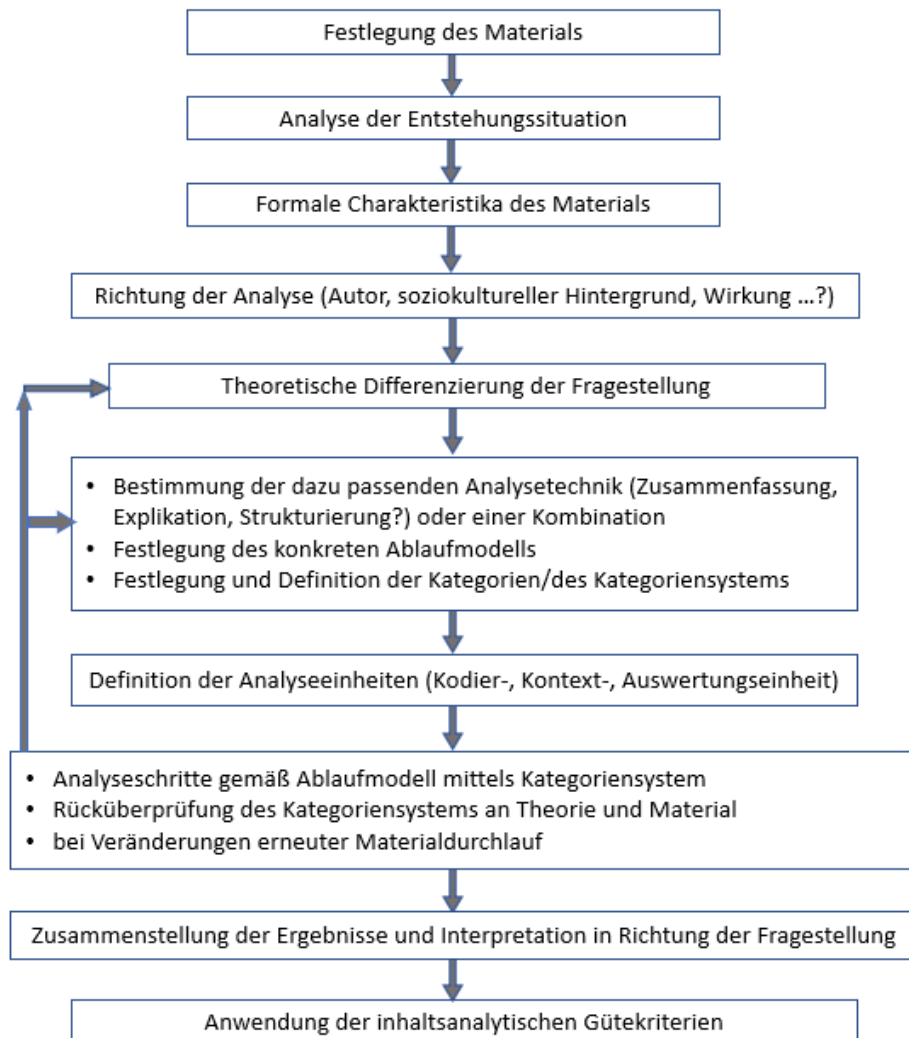 Festlegung des Materials
Analyse der Entstehungssituation
Formale Charakteristika des Materials
Richtung der Analyse (Autor, soziokultureller Hintergrund, Wirkung ...?)
Theoretische Differenzierung der Fragestellung
• Bestimmung der dazu passenden Analysetechnik (Zusammenfassung,
Explikation, Strukturierung?) oder einer Kombination
• Festlegung des konkreten Ablaufmodells
• Festlegung und Definition der Kategorien/des Kategoriensystems
Definition der Analyseeinheiten (Kodier-, Kontext-, Auswertungseinheit)
• Analyseschritte gemäß Ablaufmodell mittels Kategoriensystem
• Rücküberprüfung des Kategoriensystems an Theorie und Material
• bei Veränderungen erneuter Materialdurchlauf
Zusammenstellung der Ergebnisse und Interpretation in Richtung der Fragestellung
Anwendung der inhaltsanalytischen Gütekriterien